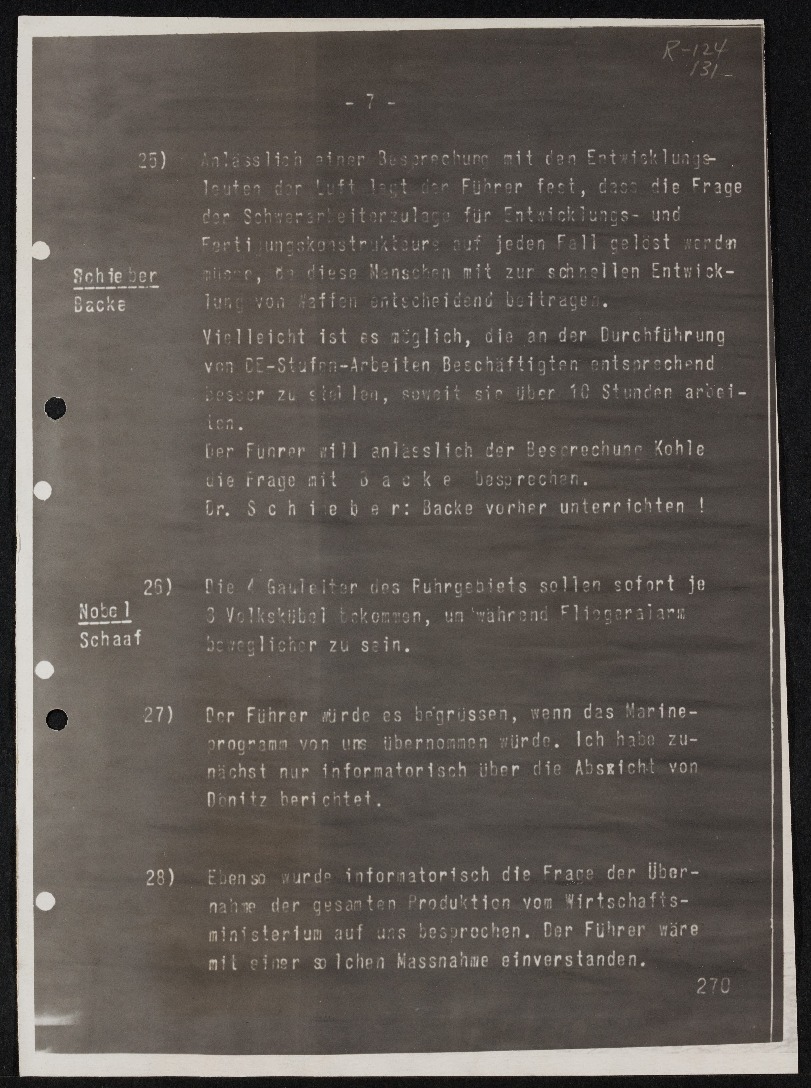 R-124
131-
- 7 -
25) Anlässlich einer Besprechung mit den Entwicklungs-
leuten der Luft legt der Führer fest, dass die Frage
der Schwerarbeiterzulage für Entwicklungs- und
Fertigungskonstrukteure auf jeden Fall gelöst werden
Schieber müsse, da diese Menschen mit zur schnellen Entwick-
Backe lung von Waffen entscheidend beitragen.
Vielleicht ist es möglich, die an der Durchführung
von DE-Stufen-Arbeiten Beschäftigten entsprechend
besser zu stellen, soweit sie über 10 Stunden arbei-
ten.
Der Führer will anlässlich der Besprechung Kohle
die Frage mit B a c k e besprechen.
Dr. S c h i e b e r: Backe vorher unterrichten !
26) Die 4 Gauleiter des Ruhrgebiets sollen sofort je
Nobel 3 Volkskübel bekommen, um während Fliegeralarm
Schaaf beweglicher zu sein.
27) Der Führer würde es begrüssen, wenn das Marine-
programm von uns übernommen würde. Ich habe zu-
nächst nur informatorisch über die Absicht von
Dönitz berichtet.
28) Ebenso wurde informatorisch die Frage der Über-
nahme der gesamten Produktion vom Wirtschafts-
ministerium auf uns besprochen. Der Führer wäre
mit einer solchen Massnahme einverstanden.
270